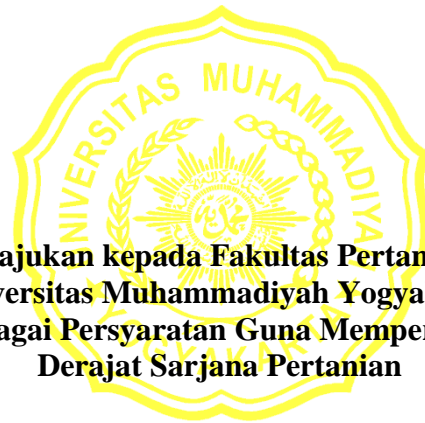 UNIVERSITAS MUHAMMADIYAH
YOGYAKARTA
ajukan kepada Fakultas Pertan
versitas Muhammadiyah Yogya
agai Persyaratan Guna Memper
Derajat Sarjana Pertanian